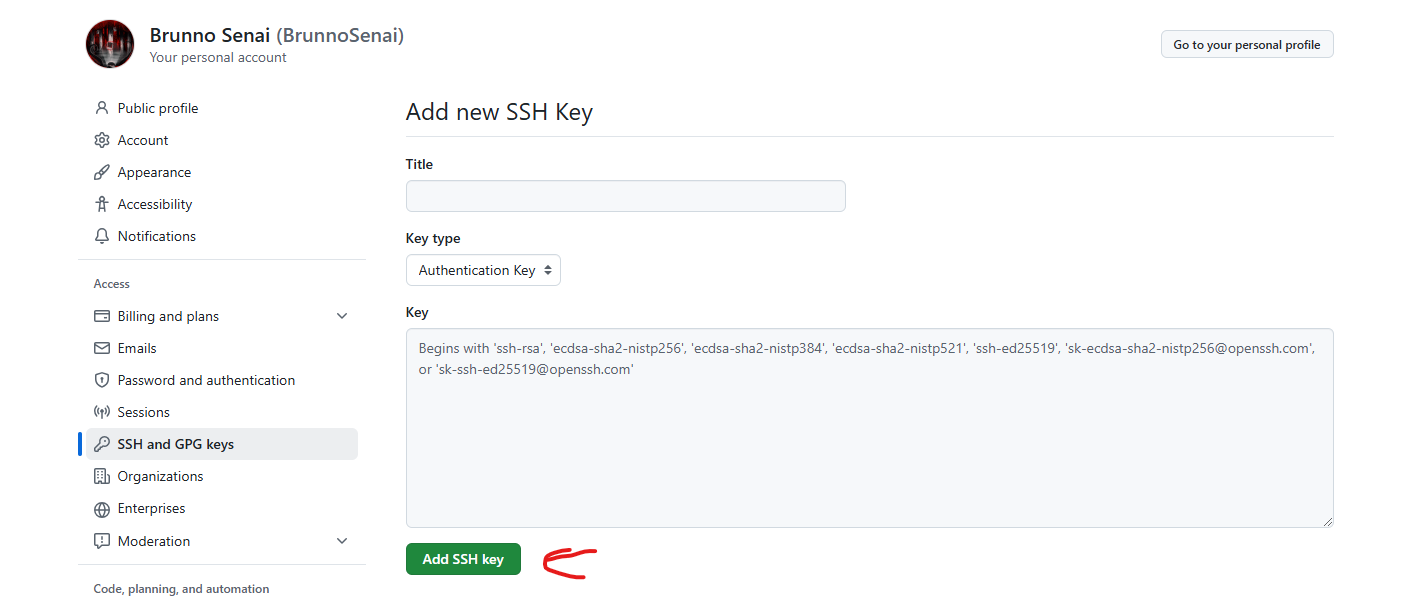 Brunno Senai (BrunnoSenai)
Your personal account
Go to your personal profile
Public profile
Account
Appearance
Accessibility
Notifications
Access
Billing and plans
Emails
Password and authentication
Sessions
SSH and GPG keys
Organizations
Enterprises
Moderation
Code, planning, and automation
Add new SSH Key
Title
Key type
Authentication Key
Key
Begins with 'ssh-rsa', 'ecdsa-sha2-nistp256', 'ecdsa-sha2-nistp384', 'ecdsa-sha2-nistp521', 'ssh-ed25519', 'sk-ecdsa-sha2-nistp256@openssh.com',
or 'sk-ssh-ed25519@openssh.com'
Add SSH key